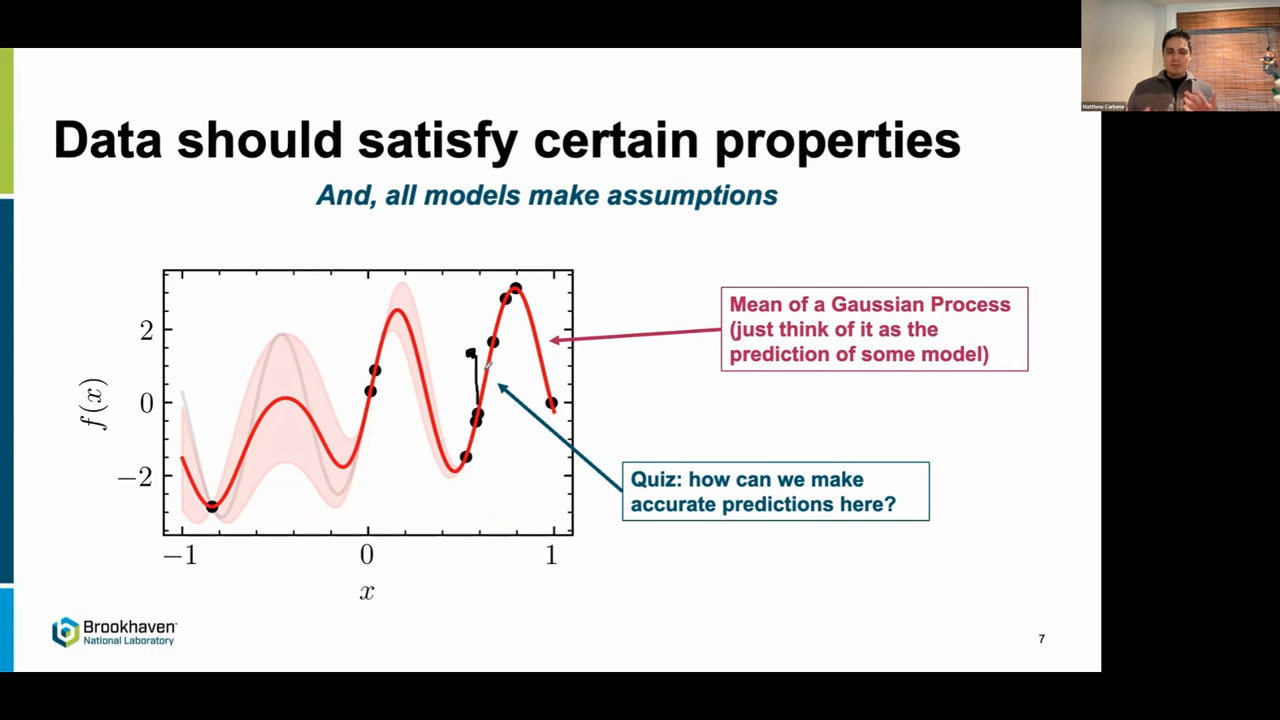 Matthew Carbone
Data should satisfy certain properties
And, all models make assumptions
Mean of a Gaussian Process
(just think of it as the
prediction of some model)
2
0
−2
f(x)
−1
0
1
x
Quiz: how can we make
accurate predictions here?
Brookhaven
National Laboratory
7